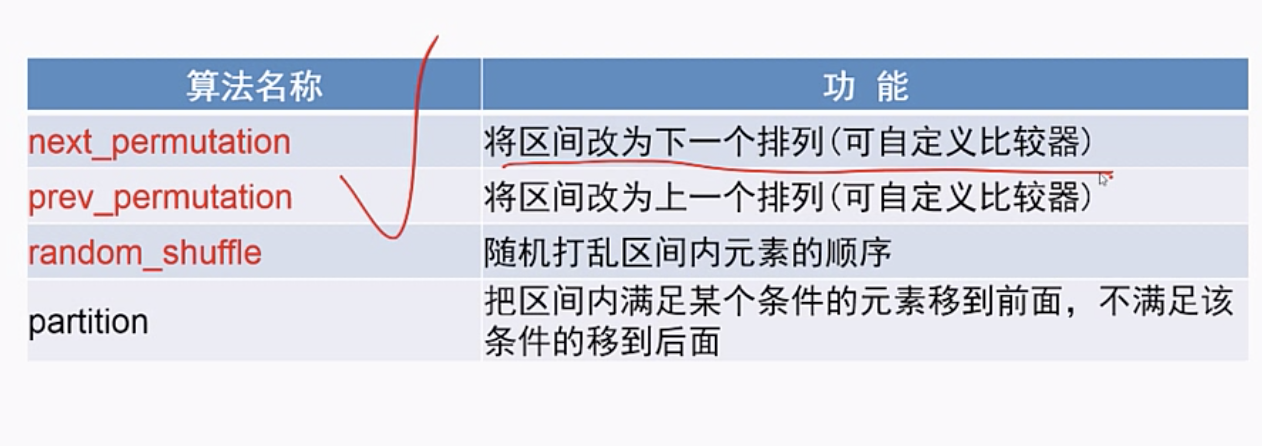 算法名称 功 能
next_permutation 将区间改为下一个排列(可自定义比较器)
prev_permutation 将区间改为上一个排列(可自定义比较器)
random_shuffle 随机打乱区间内元素的顺序
partition 把区间内满足某个条件的元素移到前面，不满足该
条件的移到后面